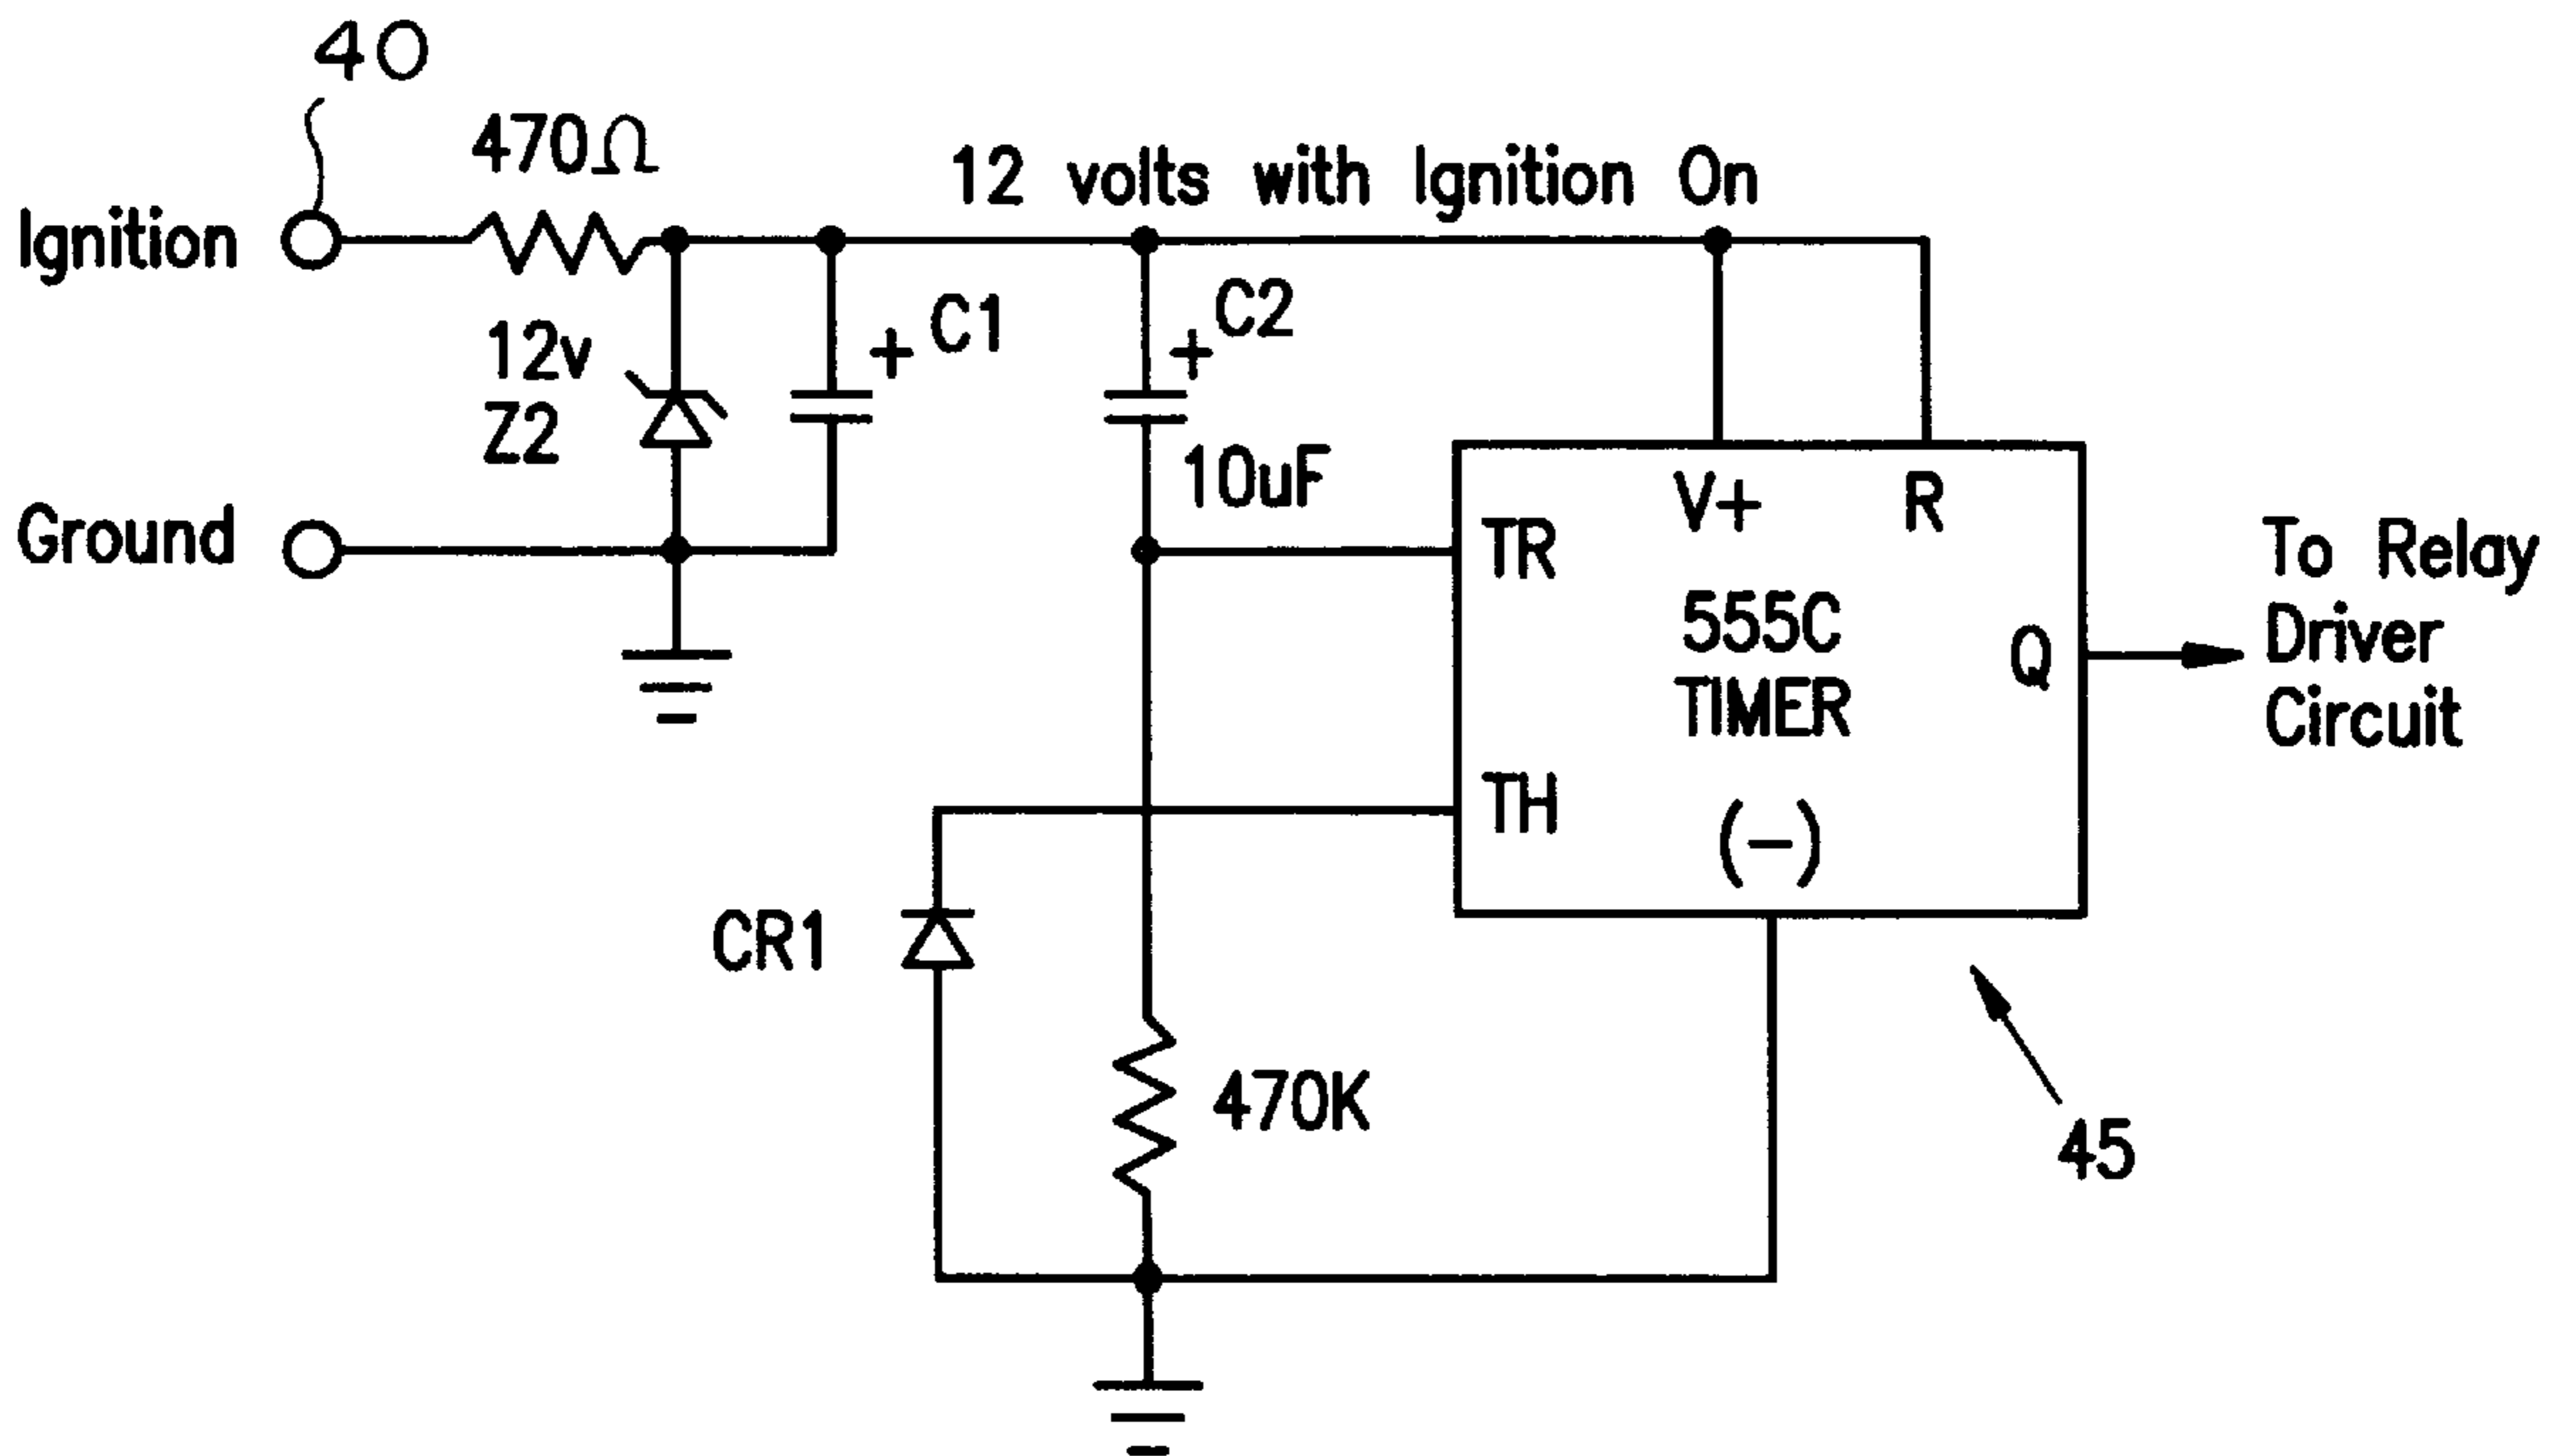 40
470Ω
12 volts with Ignition On
Ignition
C1
C2
+
+
12v
Z2
10uF
Ground
V+
R
TR
555C
TIMER
Q
TH
(-)
To Relay
Driver
Circuit
CR1
470K
45